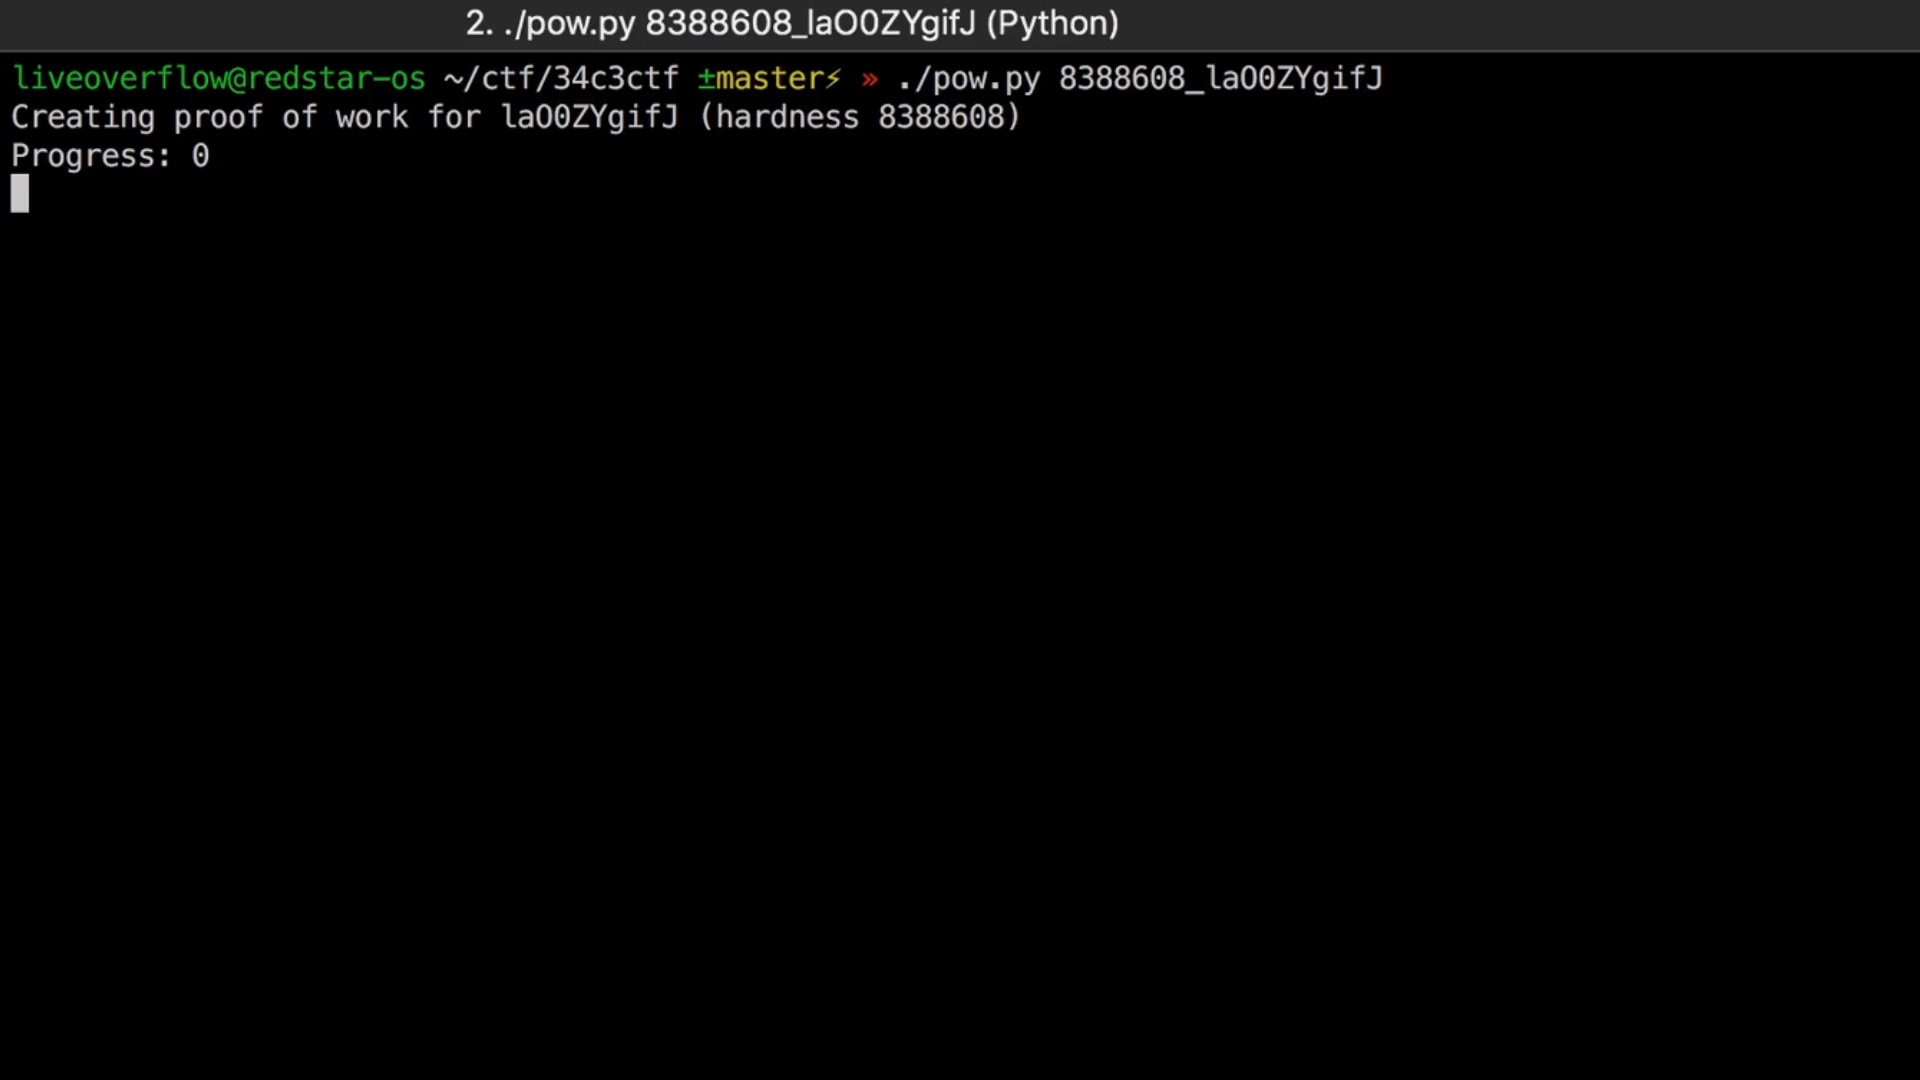 2. ./pow.py 8388608_laO0ZYgifJ (Python)
liveoverflow@redstar-os ~/ctf/34c3ctf ±master⚡ » ./pow.py 8388608_laO0ZYgifJ
Creating proof of work for laO0ZYgifJ (hardness 8388608)
Progress: 0